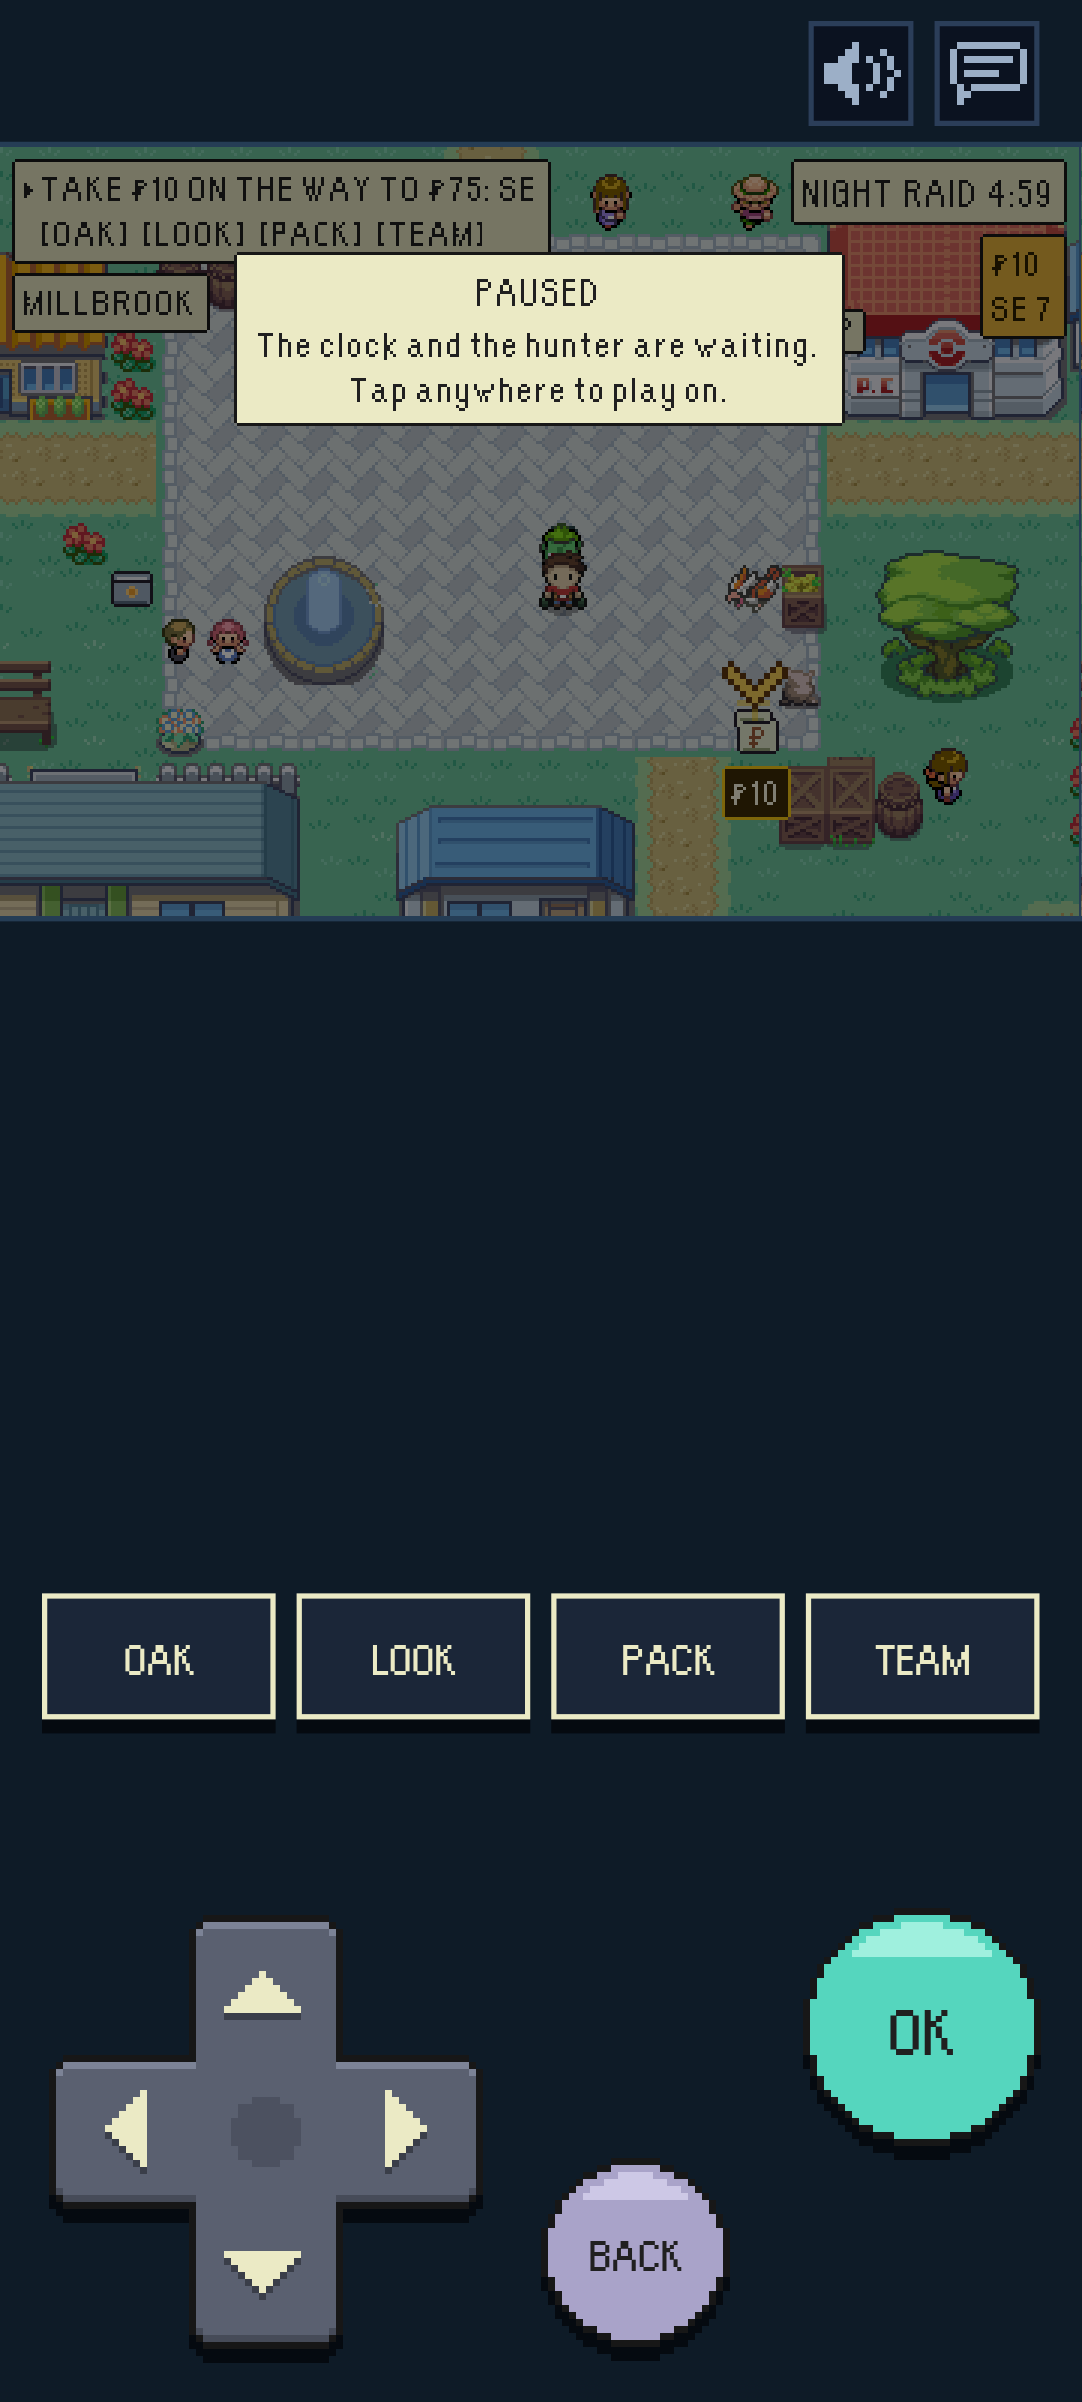 ▸TAKE ₽10 ON THE WAY TO ₽75: SE
[OAK] [LOOK] [PACK] [TEAM]
NIGHT RAID 4:59
MILLBROOK
₽10
SE 7
PAUSED
The clock and the hunter are waiting.
Tap anywhere to play on.
P.C
₽
₽10
OAK
LOOK
PACK
TEAM
OK
BACK